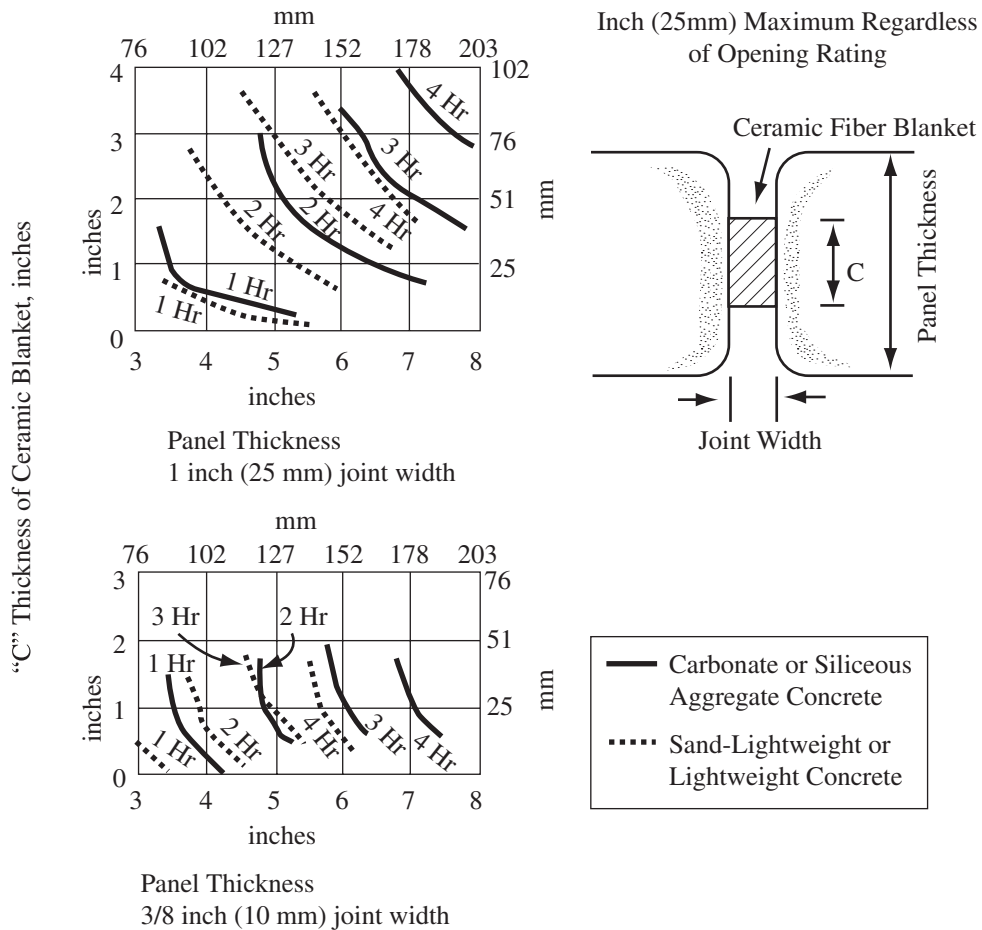 mm
76 102 127 152 178 203
4 102
3 76
2 51
1 25
0
inches
mm
4 Hr
3 Hr
3 Hr
4 Hr
2 Hr
2 Hr
1 Hr
1 Hr
3 4 5 6 7 8
inches
Panel Thickness
1 inch (25 mm) joint width
"C" Thickness of Ceramic Blanket, inches
Inch (25mm) Maximum Regardless
of Opening Rating
Ceramic Fiber Blanket
C
Panel Thickness
Joint Width
mm
76 102 127 152 178 203
3 76
2 51
1 25
0
inches
mm
3 Hr
2 Hr
1 Hr
1 Hr
2 Hr
4 Hr
3 Hr
4 Hr
3 4 5 6 7 8
inches
Panel Thickness
3/8 inch (10 mm) joint width
Carbonate or Siliceous
Aggregate Concrete
Sand-Lightweight or
Lightweight Concrete